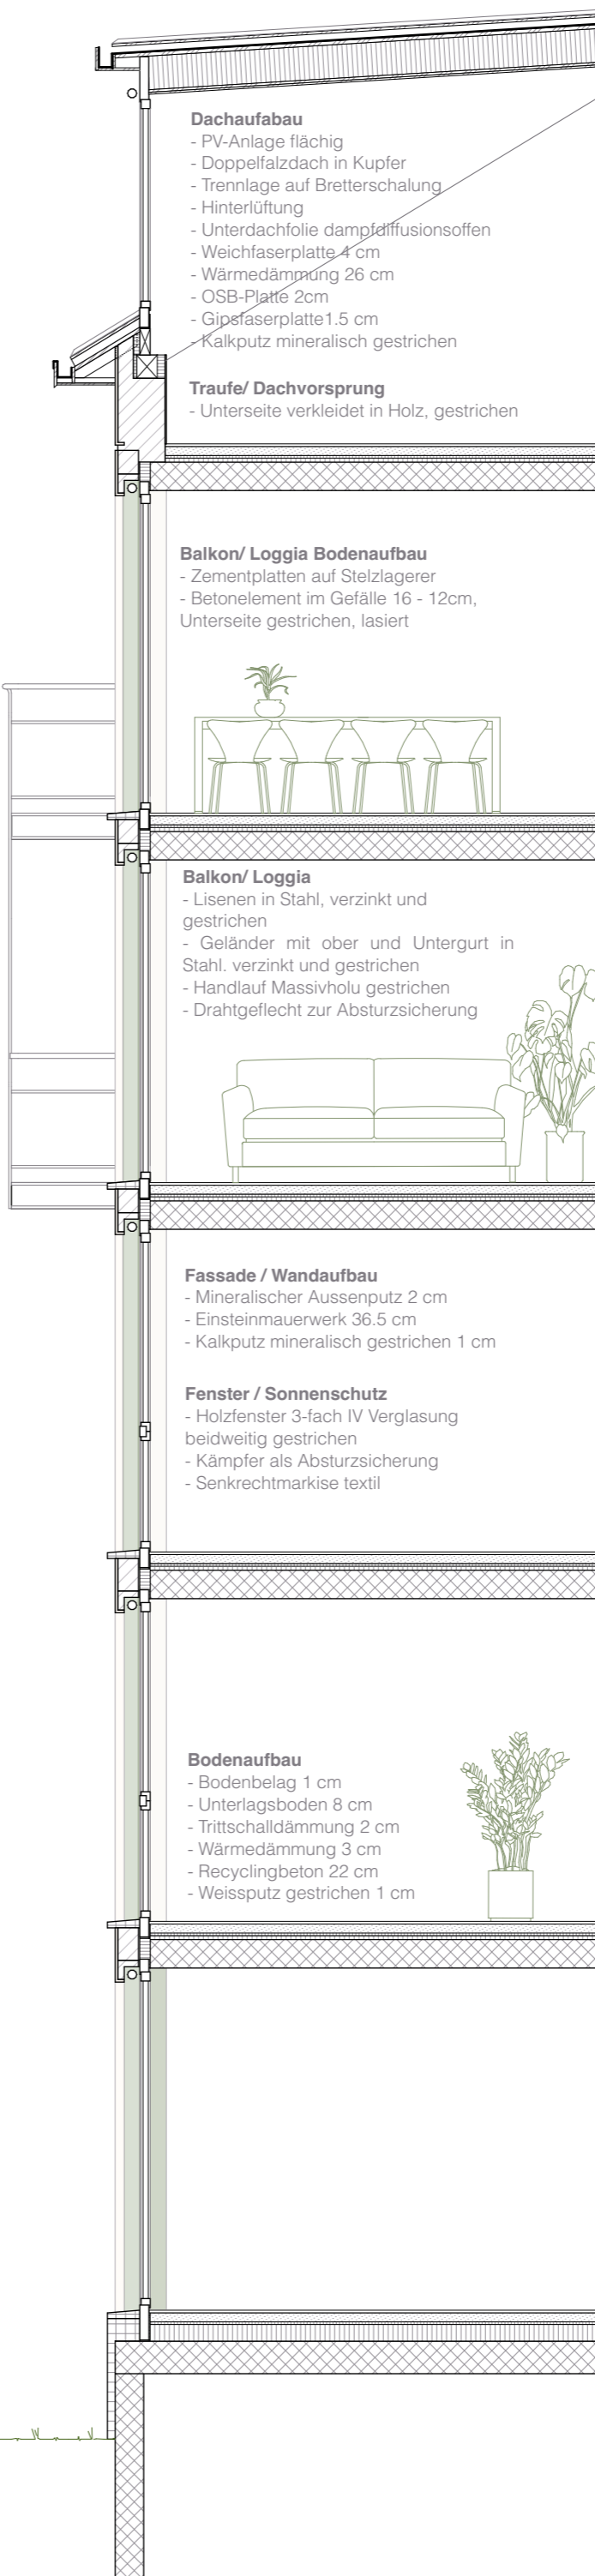 Dachaufabau
- PV-Anlage flächig
- Doppelfalzdach in Kupfer
- Trennlage auf Bretterschalung
- Hinterlüftung
- Unterdachfolie dampfdiffusionsoffen
- Weichfaserplatte 4 cm
- Wärmedämmung 26 cm
- OSB-Platte 2cm
- Gipsfaserplatte1.5 cm
- Kalkputz mineralisch gestrichen
Traufe/ Dachvorsprung
- Unterseite verkleidet in Holz, gestrichen
Balkon/ Loggia Bodenaufbau
- Zementplatten auf Stelzlagerer
- Betonelement im Gefälle 16 - 12cm,
Unterseite gestrichen, lasiert
Balkon/ Loggia
- Lisenen in Stahl, verzinkt und
gestrichen
- Geländer mit ober und Untergurt in
Stahl. verzinkt und gestrichen
- Handlauf Massivholu gestrichen
- Drahtgeflecht zur Absturzsicherung
Fassade / Wandaufbau
- Mineralischer Aussenputz 2 cm
- Einsteinmauerwerk 36.5 cm
- Kalkputz mineralisch gestrichen 1 cm
Fenster / Sonnenschutz
- Holzfenster 3-fach IV Verglasung
beidweitig gestrichen
- Kämpfer als Absturzsicherung
- Senkrechtmarkise textil
Bodenaufbau
- Bodenbelag 1 cm
- Unterlagsboden 8 cm
- Trittschalldämmung 2 cm
- Wärmedämmung 3 cm
- Recyclingbeton 22 cm
- Weissputz gestrichen 1 cm